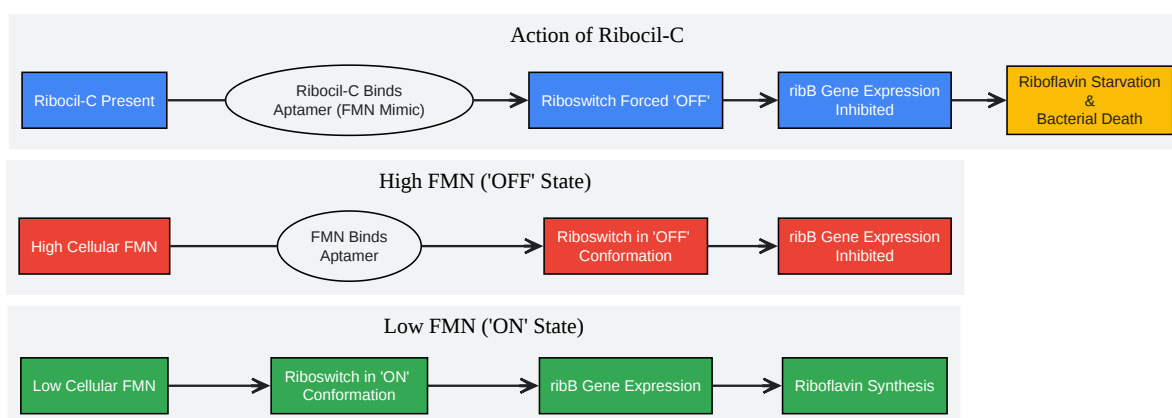 Action of Ribocil-C
Ribocil-C Present
Ribocil-C Binds
Aptamer (FMN Mimic)
Riboswitch Forced 'OFF'
ribB Gene Expression
Inhibited
Riboflavin Starvation
&
Bacterial Death
High FMN ('OFF' State)
High Cellular FMN
FMN Binds
Aptamer
Riboswitch in 'OFF'
Conformation
ribB Gene Expression
Inhibited
Low FMN ('ON' State)
Low Cellular FMN
Riboswitch in 'ON'
Conformation
ribB Gene Expression
Riboflavin Synthesis